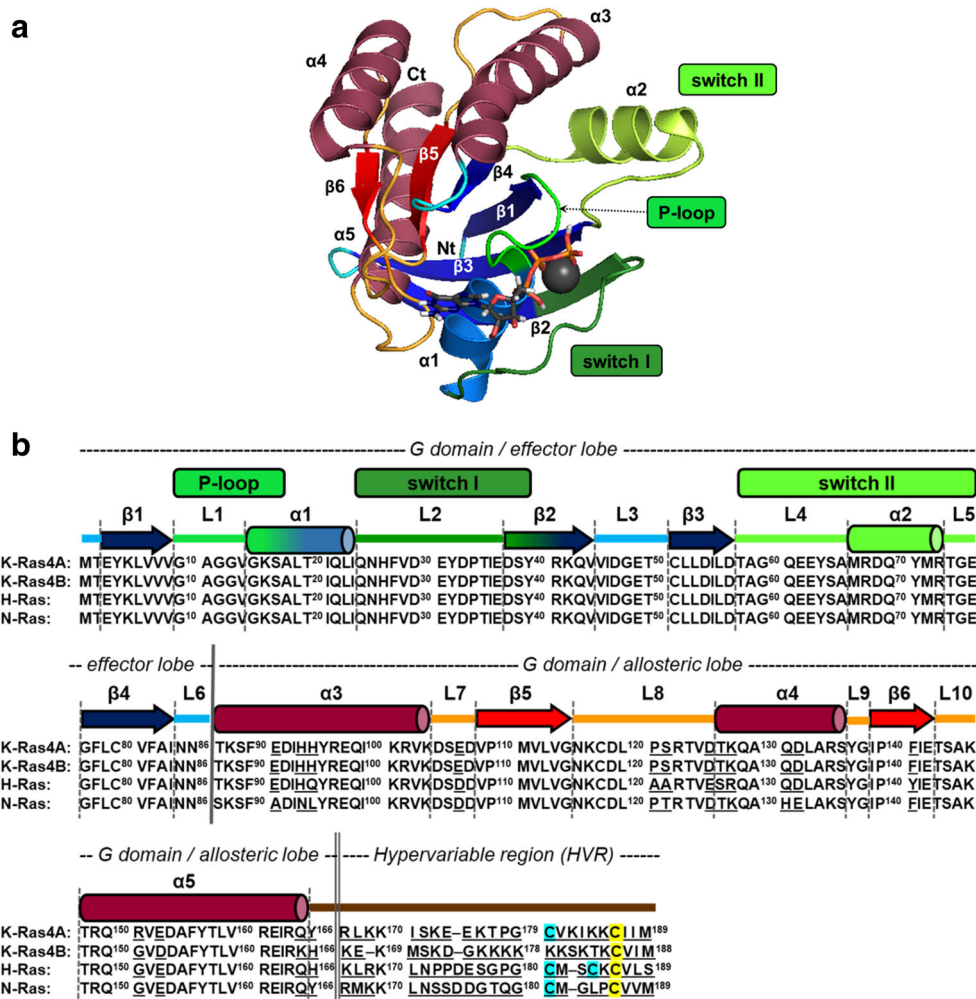 a
α3
α4
Ct
switch II
α2
β5
β4
β6
β1
P-loop
α5
Nt
β3
β2
α1
switch I
b
G domain / effector lobe
P-loop switch I switch II
β1 L1 α1 L2 β2 L3 β3 L4 α2 L5
K-Ras4A: MTEYKLVVVG¹⁰ AGGVGKSALT²⁰ IQLIQNHFVD³⁰ EYDPTIEDSY⁴⁰ RKQVVIDGET⁵⁰ CLLDILDTAG⁶⁰ QEEYSAMRDQ⁷⁰ YMRTGE
K-Ras4B: MTEYKLVVVG¹⁰ AGGVGKSALT²⁰ IQLIQNHFVD³⁰ EYDPTIEDSY⁴⁰ RKQVVIDGET⁵⁰ CLLDILDTAG⁶⁰ QEEYSAMRDQ⁷⁰ YMRTGE
H-Ras: MTEYKLVVVG¹⁰ AGGVGKSALT²⁰ IQLIQNHFVD³⁰ EYDPTIEDSY⁴⁰ RKQVVIDGET⁵⁰ CLLDILDTAG⁶⁰ QEEYSAMRDQ⁷⁰ YMRTGE
N-Ras: MTEYKLVVVG¹⁰ AGGVGKSALT²⁰ IQLIQNHFVD³⁰ EYDPTIEDSY⁴⁰ RKQVVIDGET⁵⁰ CLLDILDTAG⁶⁰ QEEYSAMRDQ⁷⁰ YMRTGE
effector lobe G domain / allosteric lobe
β4 L6 α3 L7 β5 L8 α4 L9 β6 L10
K-Ras4A: GFLC⁸⁰ VFAINN⁸⁶ TKSF⁹⁰ EDIHHYREQI¹⁰⁰ KRVKDSEDVP¹¹⁰ MVLVGNKCDL¹²⁰ PSRTVDTKQA¹³⁰ QDLARSYGIP¹⁴⁰ FIETSAK
K-Ras4B: GFLC⁸⁰ VFAINN⁸⁶ TKSF⁹⁰ EDIHHYREQI¹⁰⁰ KRVKDSEDVP¹¹⁰ MVLVGNKCDL¹²⁰ PSRTVDTKQA¹³⁰ QDLARSYGIP¹⁴⁰ FIETSAK
H-Ras: GFLC⁸⁰ VFAINN⁸⁶ TKSF⁹⁰ EDIHQYREQI¹⁰⁰ KRVKDSDDVP¹¹⁰ MVLVGNKCDL¹²⁰ AARTVESRQA¹³⁰ QDLARSYGIP¹⁴⁰ YIETSAK
N-Ras: GFLC⁸⁰ VFAINN⁸⁶ SKSF⁹⁰ ADINLYREQI¹⁰⁰ KRVKDSDDVP¹¹⁰ MVLVGNKCDL¹²⁰ PTRTVDTKQA¹³⁰ HELAKSYGIP¹⁴⁰ FIETSAK
G domain / allosteric lobe Hypervariable region (HVR)
α5
K-Ras4A: TRQ¹⁵⁰ RVEDAFYTLV¹⁶⁰ REIRQY¹⁶⁶ RLKK¹⁷⁰ ISKE–EKTPG¹⁷⁹ CVKIKKCIIM¹⁸⁹
K-Ras4B: TRQ¹⁵⁰ GVDDAFYTLV¹⁶⁰ REIRKH¹⁶⁶ KE–K¹⁶⁹ MSKD–GKKKK¹⁷⁸ KKSKTKCVIM¹⁸⁸
H-Ras: TRQ¹⁵⁰ GVEDAFYTLV¹⁶⁰ REIRQH¹⁶⁶ KLRK¹⁷⁰ LNPPDESGPG¹⁸⁰ CM–SCKCVLS¹⁸⁹
N-Ras: TRQ¹⁵⁰ GVEDAFYTLV¹⁶⁰ REIRQY¹⁶⁶ RMKK¹⁷⁰ LNSSDDGTQG¹⁸⁰ CM–GLPCVVM¹⁸⁹